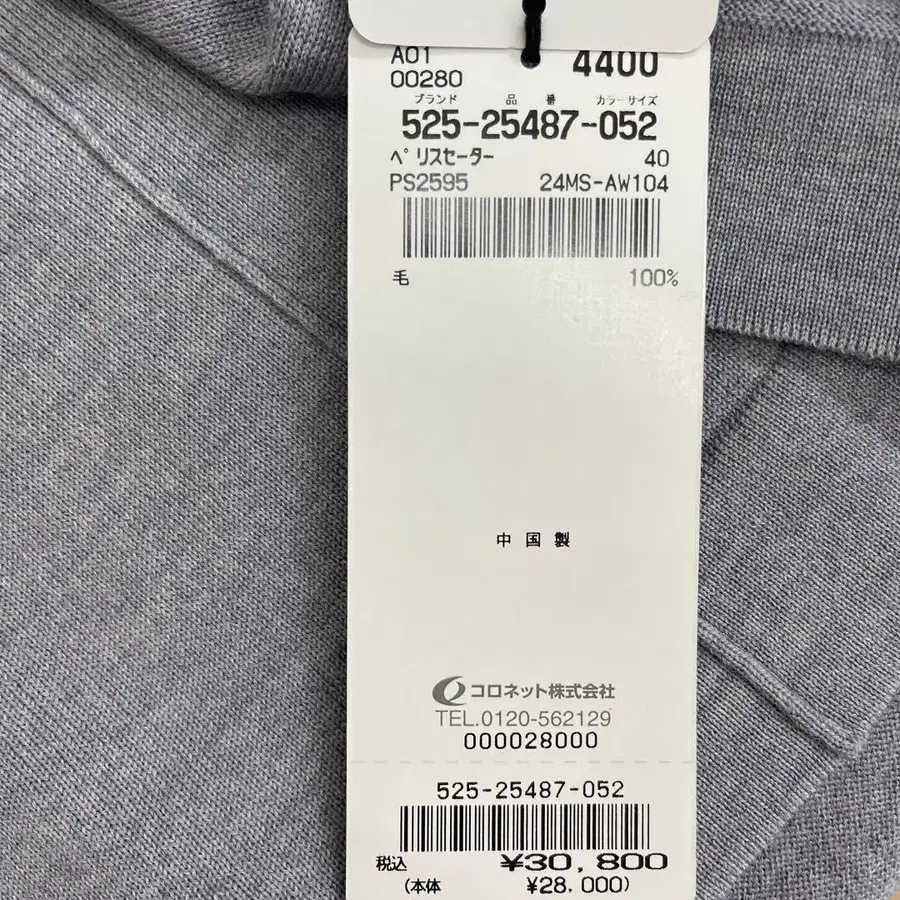 A01 4400
00280
ブランド 品番 カラーサイズ
525-25487-052
ペリスセーター 40
PS2595 24MS-AW104
毛 100%
中国製
コロネット株式会社
TEL.0120-562129
000028000
525-25487-052
税込 ¥30,800
(本体 ¥28,000)